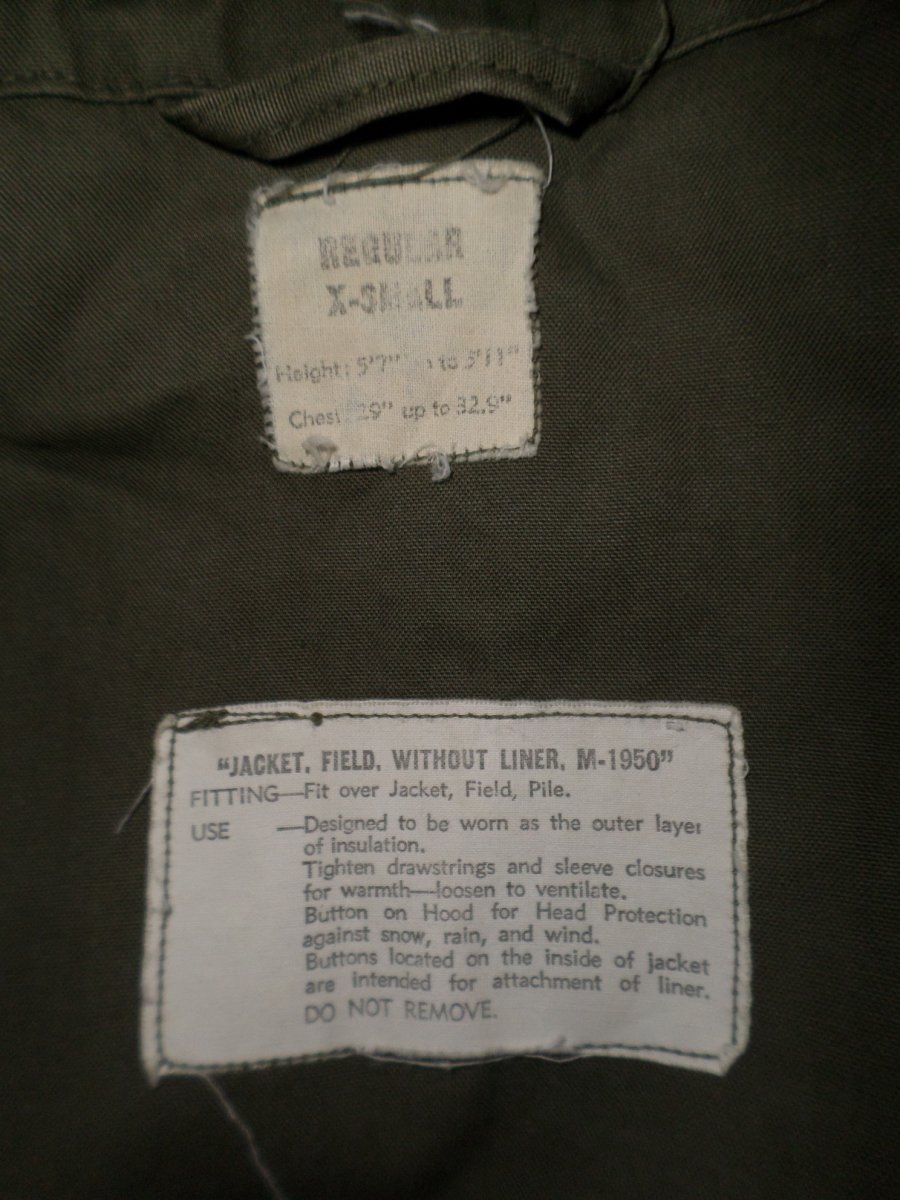 REGULAR
X-SMALL
Height: 5'7" to 5'11"
Chest: 29" up to 32.9"
"JACKET, FIELD, WITHOUT LINER, M-1950"
FITTING—Fit over Jacket, Field, Pile.
USE —Designed to be worn as the outer layer
of insulation.
Tighten drawstrings and sleeve closures
for warmth—loosen to ventilate.
Button on Hood for Head Protection
against snow, rain, and wind.
Buttons located on the inside of jacket
are intended for attachment of liner.
DO NOT REMOVE.